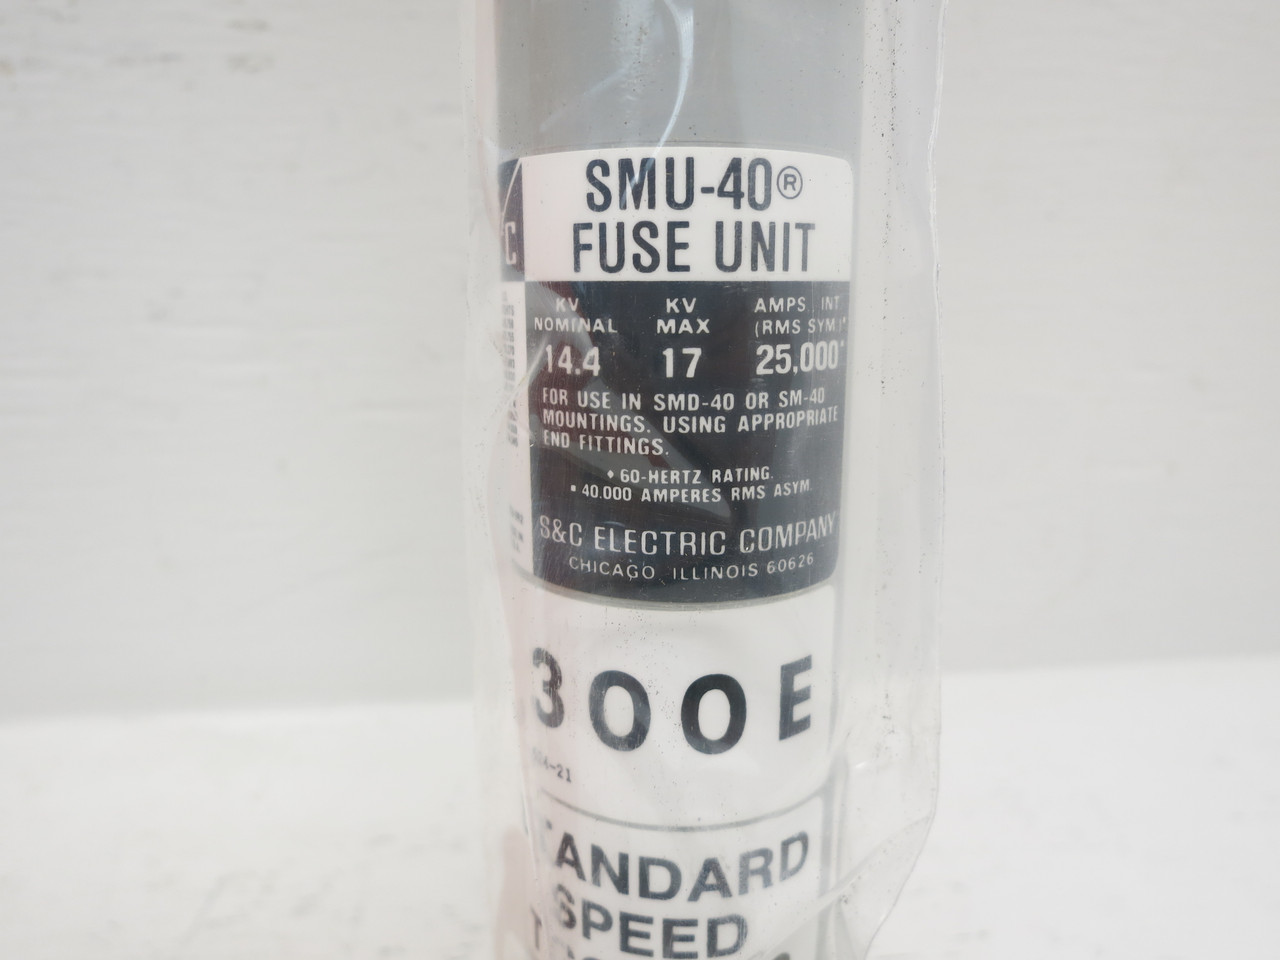 SMU-40®
FUSE UNIT
C
KV NOMINAL
KV MAX
AMPS. INT. (RMS SYM.)*
14.4
17
25,000*
FOR USE IN SMD-40 OR SM-40
MOUNTINGS. USING APPROPRIATE
END FITTINGS.
• 60-HERTZ RATING.
• 40.000 AMPERES RMS ASYM.
S&C ELECTRIC COMPANY
CHICAGO ILLINOIS 60626
300E
-21
ANDARD
SPEED